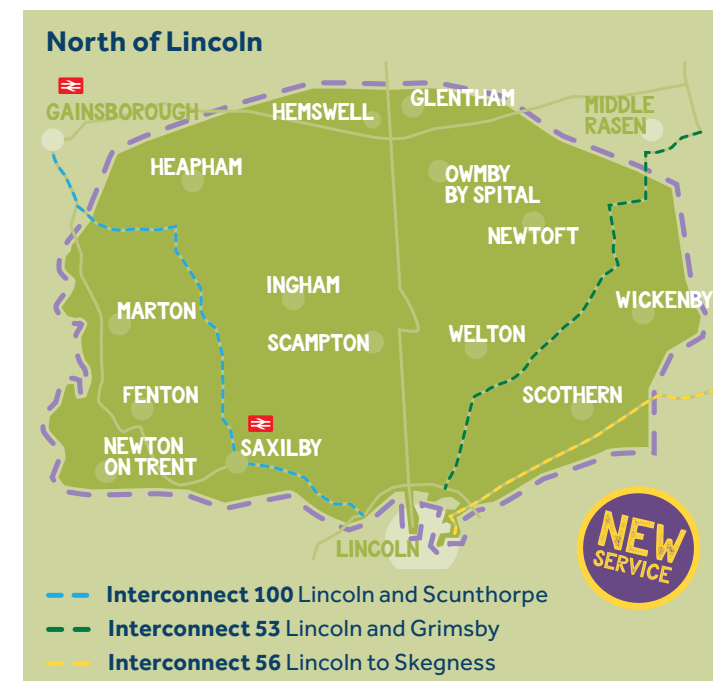 North of Lincoln
GAINSBOROUGH
HEMSWELL
GLENTHAM
MIDDLE
RASEN
HEAPHAM
OWMBY
BY SPITAL
NEWTOFT
INGHAM
MARTON
WICKENBY
SCAMPTON
WELTON
FENTON
SCOTHERN
NEWTON
ON TRENT
SAXILBY
LINCOLN
NEW
SERVICE
Interconnect 100 Lincoln and Scunthorpe
Interconnect 53 Lincoln and Grimsby
Interconnect 56 Lincoln to Skegness